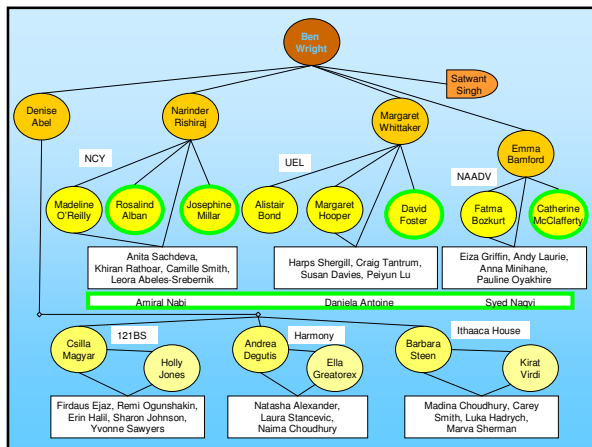 Ben
Wright
Satwant
Singh
Denise
Abel
Narinder
Rishiraj
Margaret
Whittaker
Emma
Bamford
NCY
UEL
NAADV
Madeline
O'Reilly
Rosalind
Alban
Josephine
Millar
Alistair
Bond
Margaret
Hooper
David
Foster
Fatma
Bozkurt
Catherine
McClafferty
Anita Sachdeva,
Khiran Rathoar, Camille Smith,
Leora Abeles-Srebernik
Harps Shergill, Craig Tantrum,
Susan Davies, Peiyun Lu
Eiza Griffin, Andy Laurie,
Anna Minihane,
Pauline Oyakhire
Amiral Nabi
Daniela Antoine
Syed Naqvi
121BS
Harmony
Ithaaca House
Csilla
Magyar
Holly
Jones
Andrea
Degutis
Ella
Greatorex
Barbara
Steen
Kirat
Virdi
Firdaus Ejaz, Remi Ogunshakin,
Erin Halil, Sharon Johnson,
Yvonne Sawyers
Natasha Alexander,
Laura Stancevic,
Naima Choudhury
Madina Choudhury, Carey
Smith, Luka Hadrych,
Marva Sherman